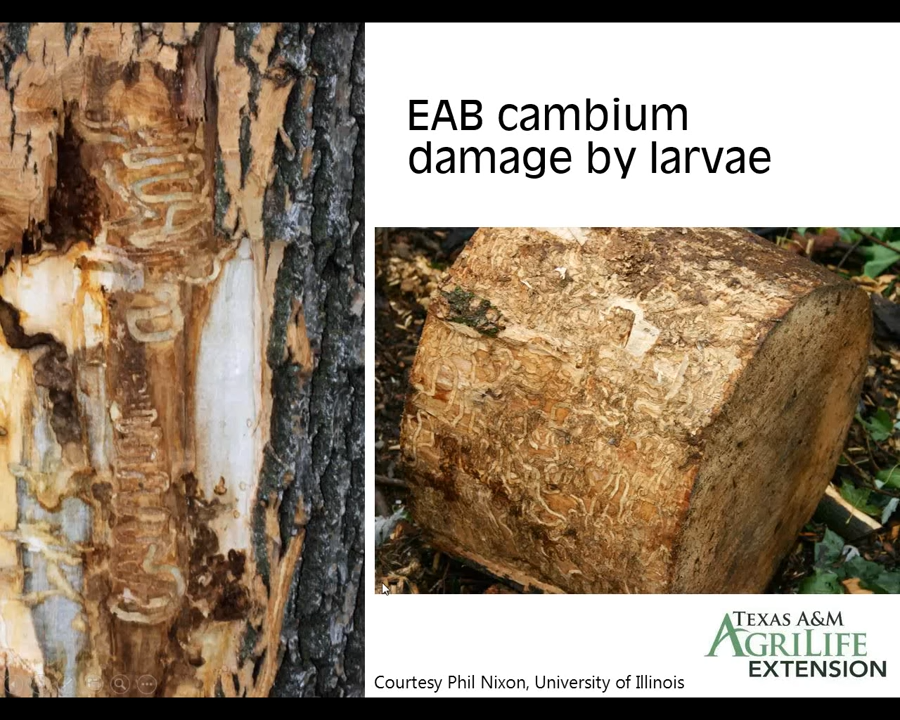 EAB cambium
damage by larvae
TEXAS A&M
AGRILIFE
EXTENSION
Courtesy Phil Nixon, University of Illinois